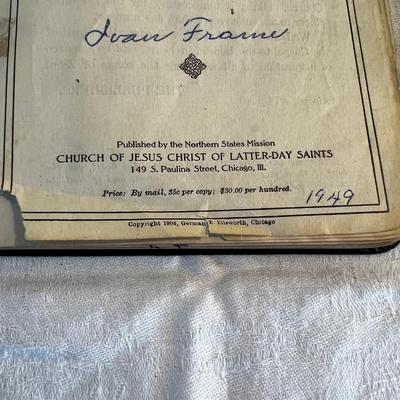 Ivan Frame
Published by the Northern States Mission
CHURCH OF JESUS CHRIST OF LATTER-DAY SAINTS
149 S. Paulina Street, Chicago, Ill.
Price: By mail, 35c per copy; $30.00 per hundred.
1949
Copyright 1908, German E. Ellsworth, Chicago